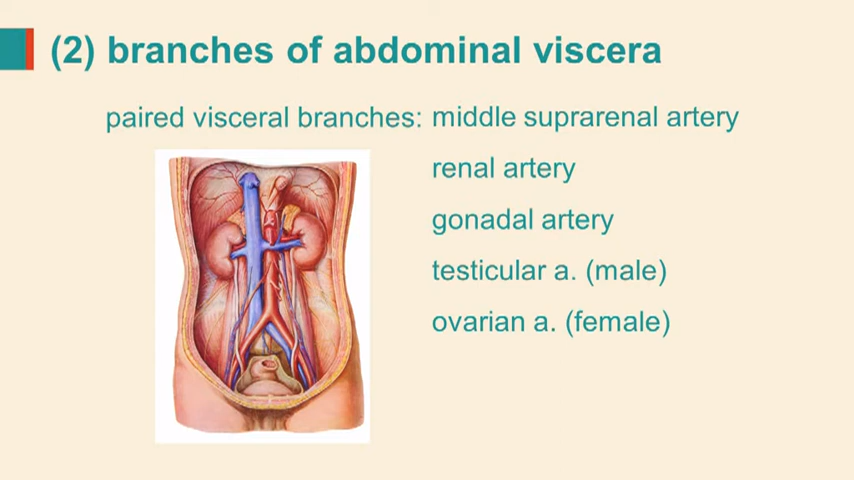 (2) branches of abdominal viscera
paired visceral branches: middle suprarenal artery
renal artery
gonadal artery
testicular a. (male)
ovarian a. (female)